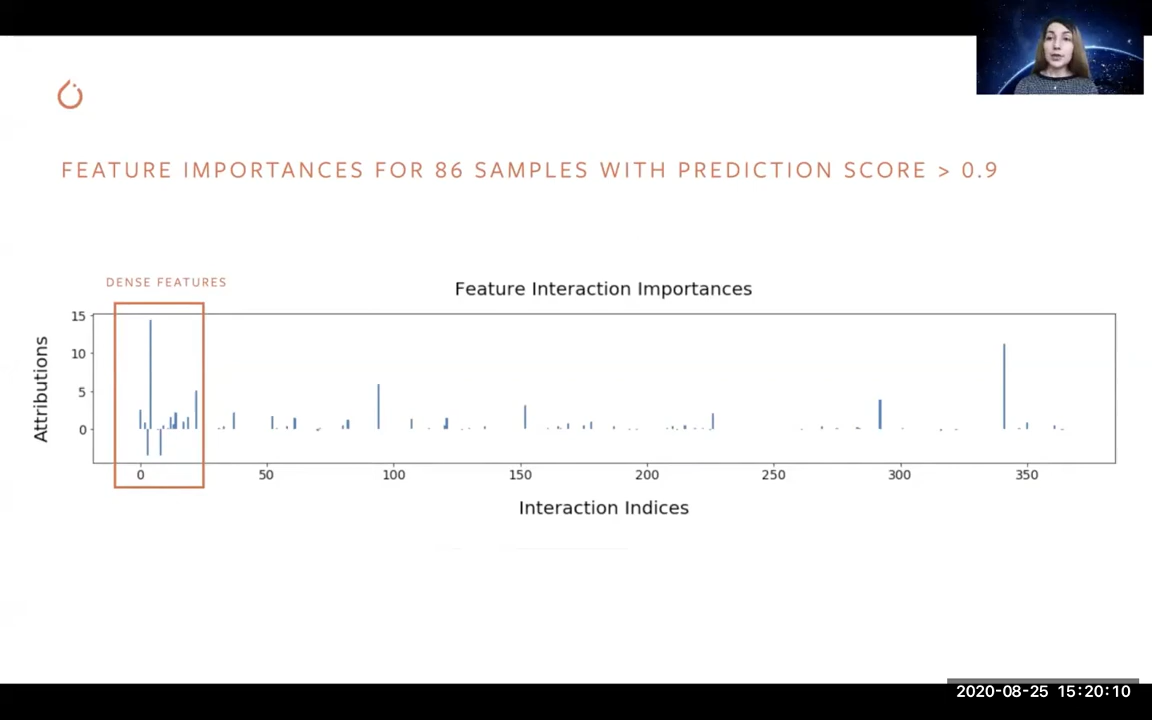 FEATURE IMPORTANCES FOR 86 SAMPLES WITH PREDICTION SCORE > 0.9
DENSE FEATURES
Feature Interaction Importances
Attributions
15
10
5
0
0 50 100 150 200 250 300 350
Interaction Indices
2020-08-25 15:20:10